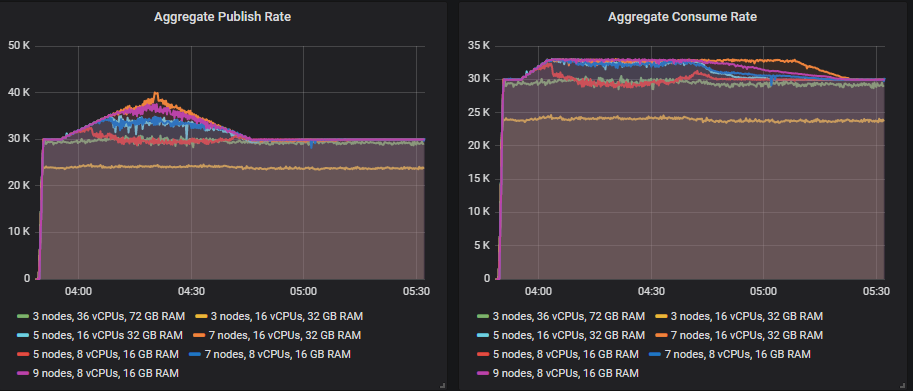 Aggregate Publish Rate
50 K
40 K
30 K
20 K
10 K
0
04:00 04:30 05:00 05:30
3 nodes, 36 vCPUs, 72 GB RAM 3 nodes, 16 vCPUs, 32 GB RAM
5 nodes, 16 vCPUs 32 GB RAM 7 nodes, 16 vCPUs, 32 GB RAM
5 nodes, 8 vCPUs, 16 GB RAM 7 nodes, 8 vCPUs, 16 GB RAM
9 nodes, 8 vCPUs, 16 GB RAM
Aggregate Consume Rate
35 K
30 K
25 K
20 K
15 K
10 K
5 K
0
04:00 04:30 05:00 05:30
3 nodes, 36 vCPUs, 72 GB RAM 3 nodes, 16 vCPUs, 32 GB RAM
5 nodes, 16 vCPUs 32 GB RAM 7 nodes, 16 vCPUs, 32 GB RAM
5 nodes, 8 vCPUs, 16 GB RAM 7 nodes, 8 vCPUs, 16 GB RAM
9 nodes, 8 vCPUs, 16 GB RAM